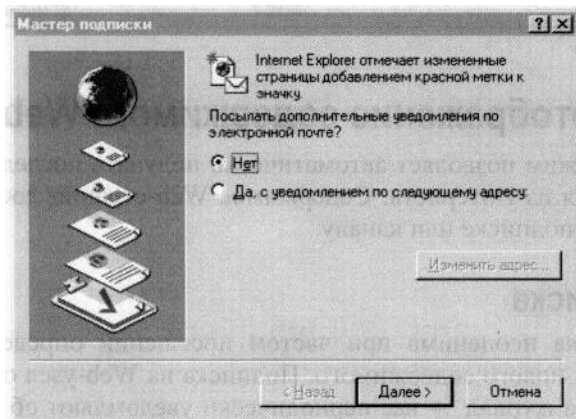 Мастер подписки
Internet Explorer отмечает измененные
страницы добавлением красной метки к
значку.
Посылать дополнительные уведомления по
электронной почте?
Нет
Да, с уведомлением по следующему адресу:
Изменить адрес...
< Назад
Далее >
Отмена